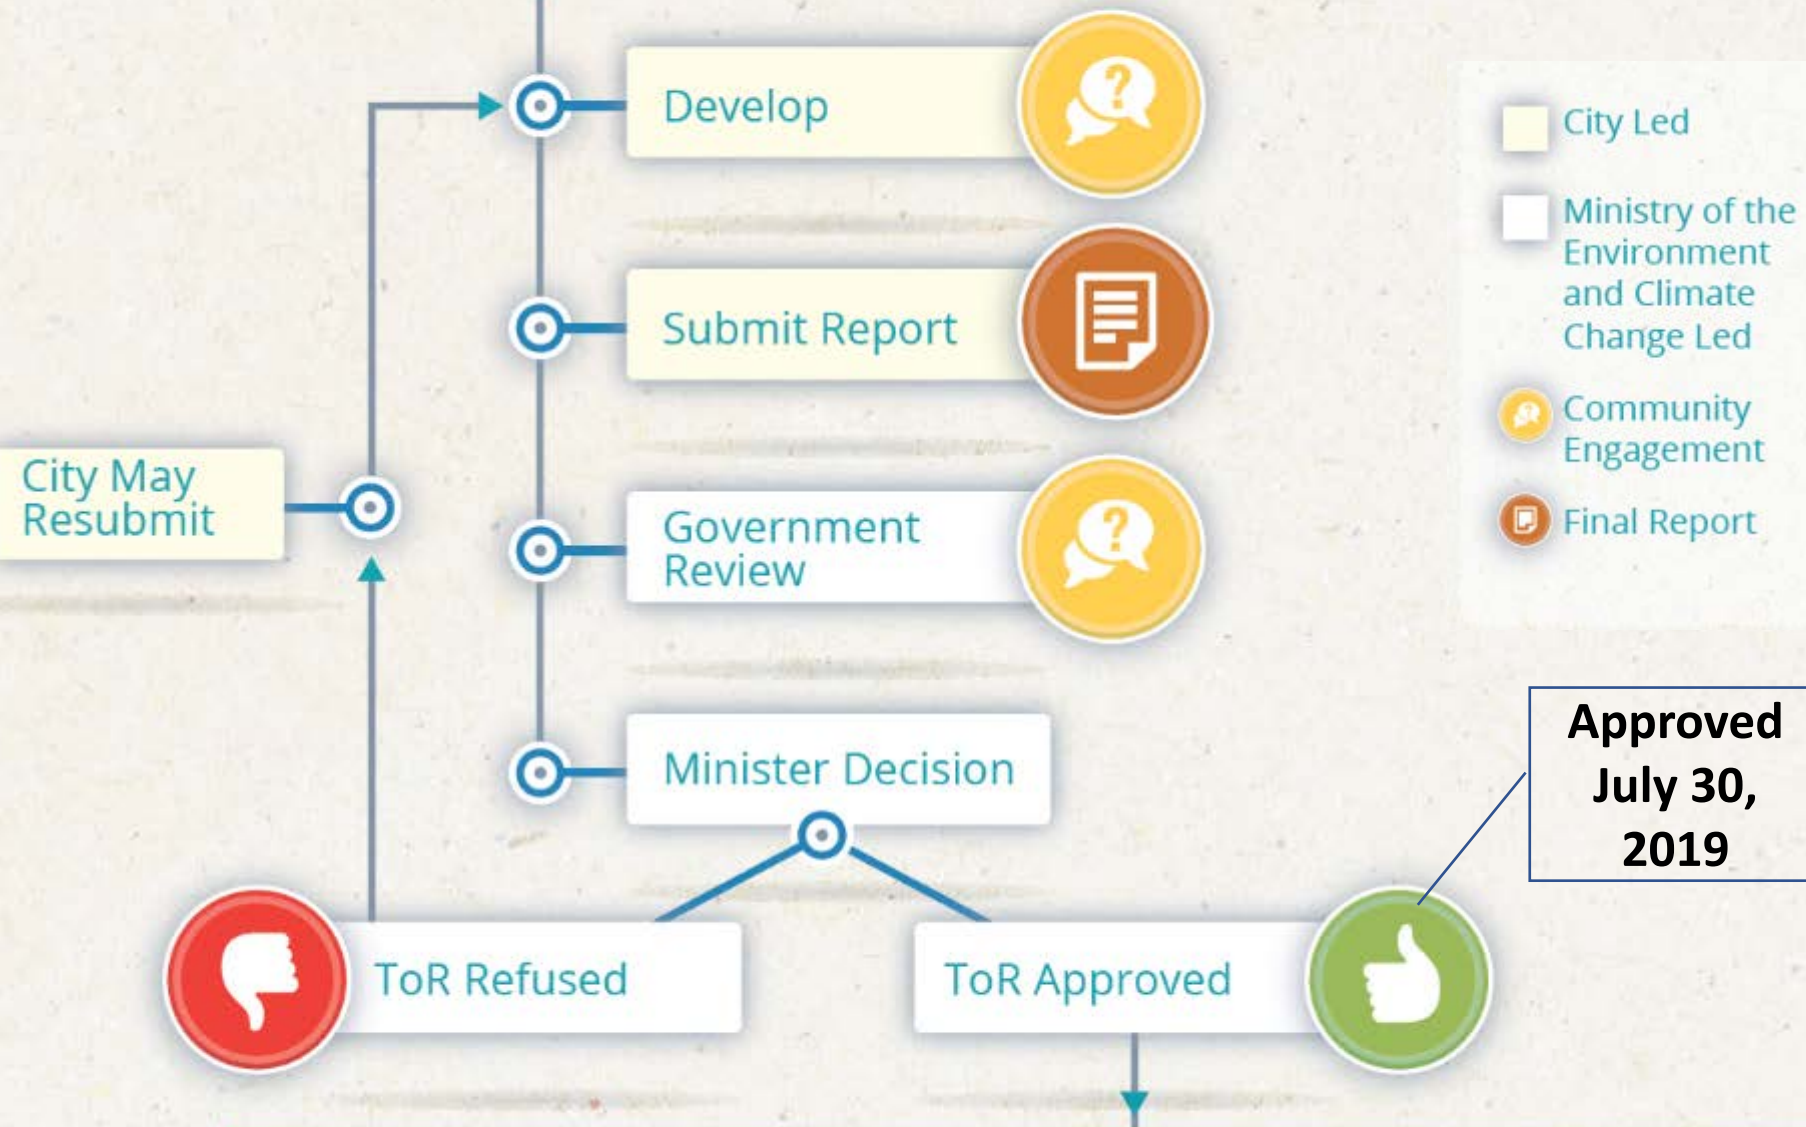 Develop
Submit Report
Government
Review
Minister Decision
City May
Resubmit
ToR Refused
ToR Approved
City Led
Ministry of the
Environment
and Climate
Change Led
Community
Engagement
Final Report
Approved
July 30,
2019